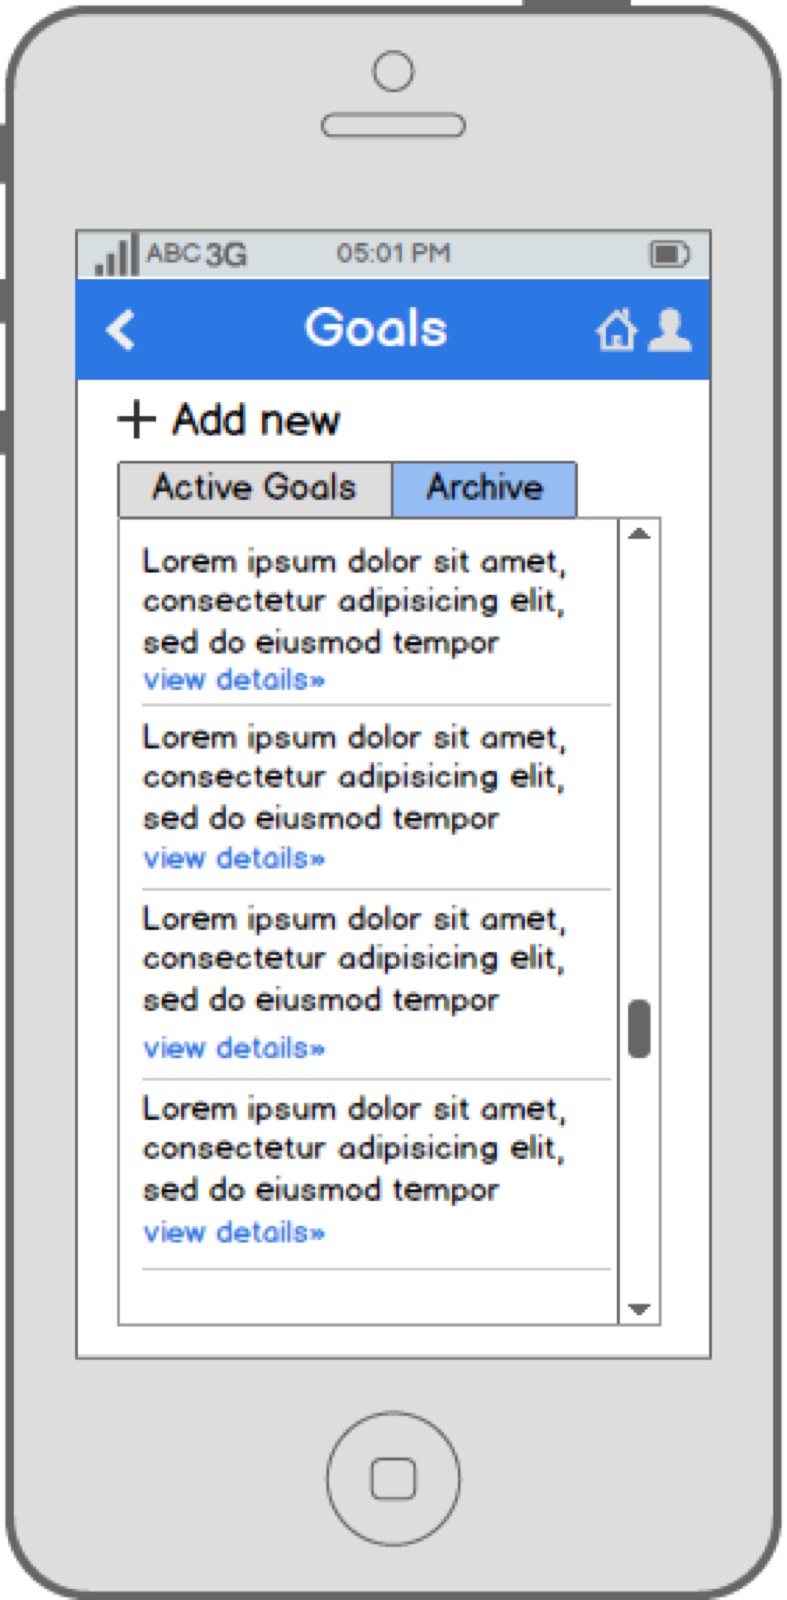 ABC 3G 05:01 PM
Goals
Add new
Active Goals Archive
Lorem ipsum dolor sit amet,
consectetur adipisicing elit,
sed do eiusmod tempor
view details»
Lorem ipsum dolor sit amet,
consectetur adipisicing elit,
sed do eiusmod tempor
view details»
Lorem ipsum dolor sit amet,
consectetur adipisicing elit,
sed do eiusmod tempor
view details»
Lorem ipsum dolor sit amet,
consectetur adipisicing elit,
sed do eiusmod tempor
view details»